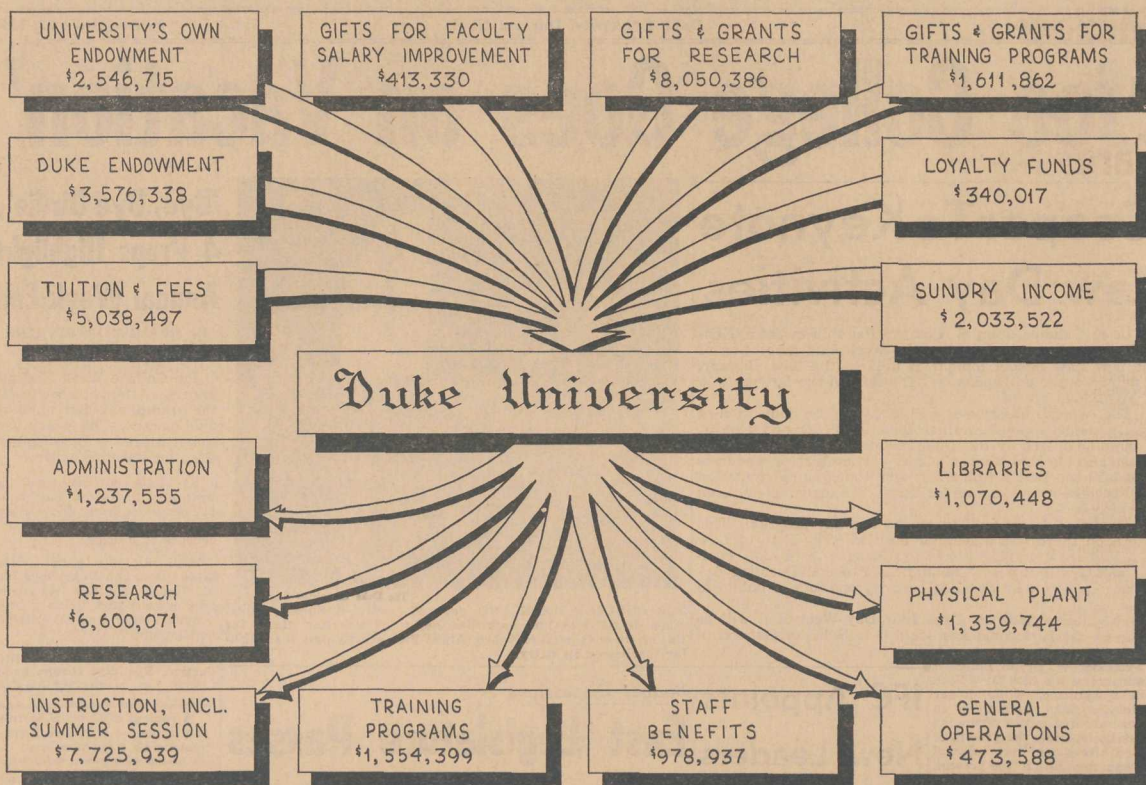 UNIVERSITY'S OWN
ENDOWMENT
$2,546,715
GIFTS FOR FACULTY
SALARY IMPROVEMENT
$413,330
GIFTS & GRANTS
FOR RESEARCH
$8,050,386
GIFTS & GRANTS FOR
TRAINING PROGRAMS
$1,611,862
DUKE ENDOWMENT
$3,576,338
LOYALTY FUNDS
$340,017
TUITION & FEES
$5,038,497
SUNDRY INCOME
$2,033,522
Duke University
ADMINISTRATION
$1,237,555
LIBRARIES
$1,070,448
RESEARCH
$6,600,071
PHYSICAL PLANT
$1,359,744
INSTRUCTION, INCL.
SUMMER SESSION
$7,725,939
TRAINING
PROGRAMS
$1,554,399
STAFF
BENEFITS
$978,937
GENERAL
OPERATIONS
$473,588